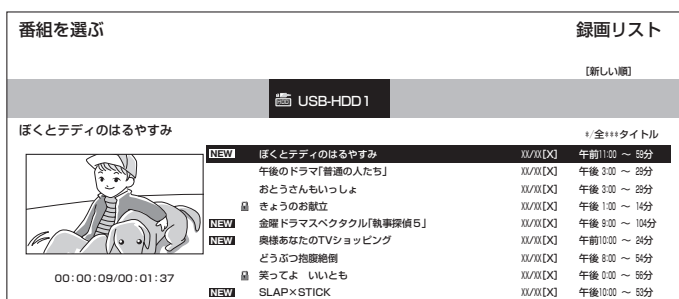 番組を選ぶ 録画リスト
[新しい順]
HDD USB-HDD1
ぼくとテディのはるやすみ */全***タイトル
NEW ぼくとテディのはるやすみ XX/XX[X] 午前11:00 ～ 59分
午後のドラマ「普通の人たち」 XX/XX[X] 午後 3:00 ～ 29分
おとうさんもいっしょ XX/XX[X] 午後 3:00 ～ 29分
きょうのお献立 XX/XX[X] 午後 1:00 ～ 14分
NEW 金曜ドラマスペクタクル「執事探偵5」 XX/XX[X] 午後 9:00 ～ 104分
NEW 奥様あなたのTVショッピング XX/XX[X] 午前10:00 ～ 24分
どうぶつ抱腹絶倒 XX/XX[X] 午後 8:00 ～ 54分
笑ってよ いいとも XX/XX[X] 午後 0:00 ～ 56分
NEW SLAP×STICK XX/XX[X] 午後10:00 ～ 53分
00:00:09/00:01:37